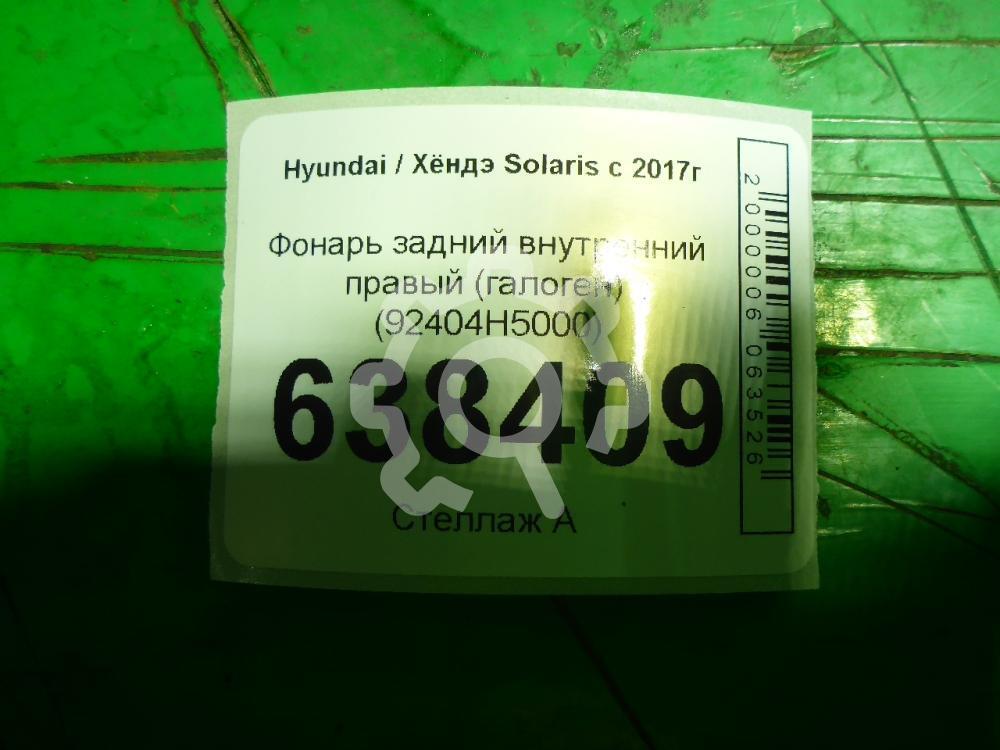 Hyundai / Хёндэ Solaris с 2017г
Фонарь задний внутренний
правый (галоген)
(92404H5000)
638409
Стеллаж А
2000006063526